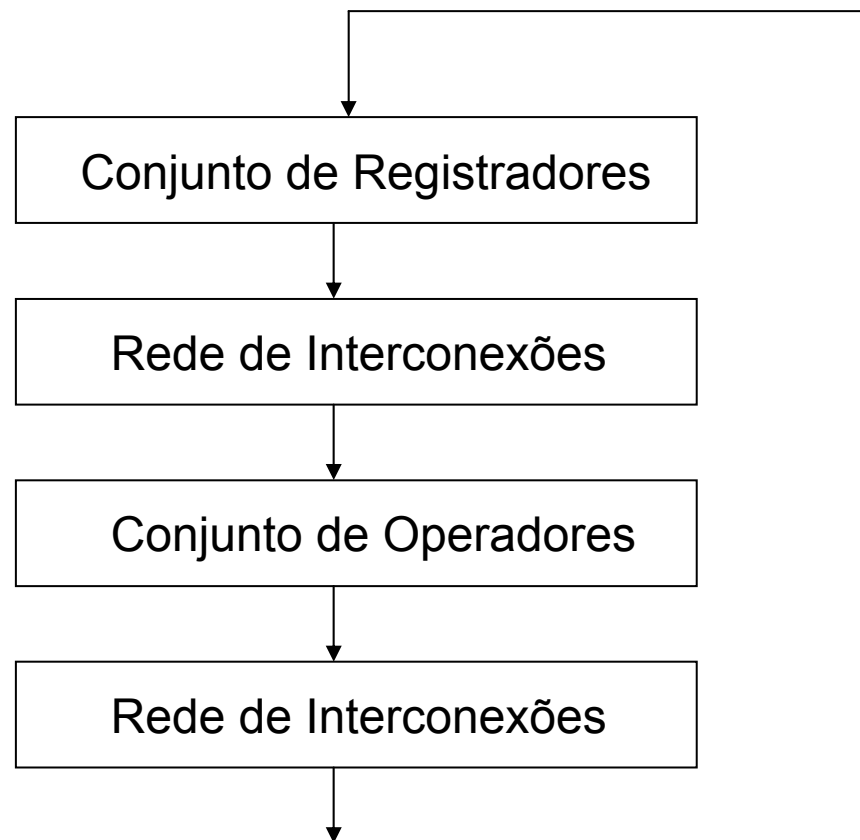 Conjunto de Registradores
Rede de Interconexões
Conjunto de Operadores
Rede de Interconexões